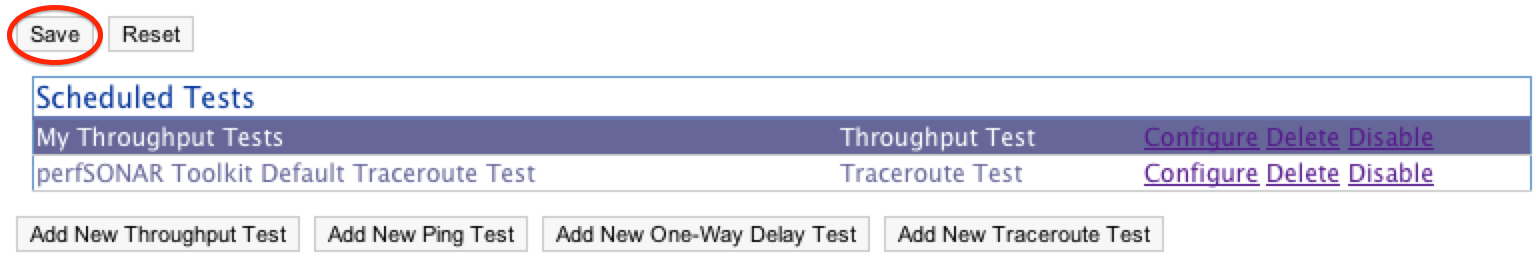 Save Reset
Scheduled Tests
My Throughput Tests Throughput Test Configure Delete Disable
perfSONAR Toolkit Default Traceroute Test Traceroute Test Configure Delete Disable
Add New Throughput Test Add New Ping Test Add New One-Way Delay Test Add New Traceroute Test